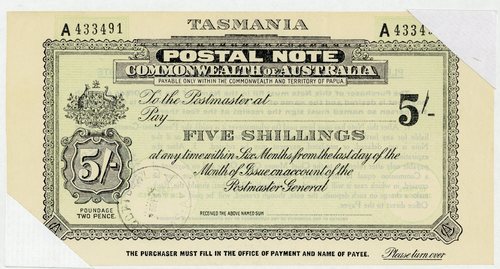 TASMANIA
A 433491
A 4334
POSTAL NOTE
COMMONWEALTH OF AUSTRALIA
PAYABLE ONLY WITHIN THE COMMONWEALTH AND TERRITORY OF PAPUA.
To the Postmaster at
Pay
5/-
FIVE SHILLINGS
at any time within Six Months from the last day of the
Month of Issue on account of the
Postmaster General
5/-
POUNDAGE
TWO PENCE.
RECEIVED THE ABOVE NAMED SUM
THE PURCHASER MUST FILL IN THE OFFICE OF PAYMENT AND NAME OF PAYEE.
Please turn over